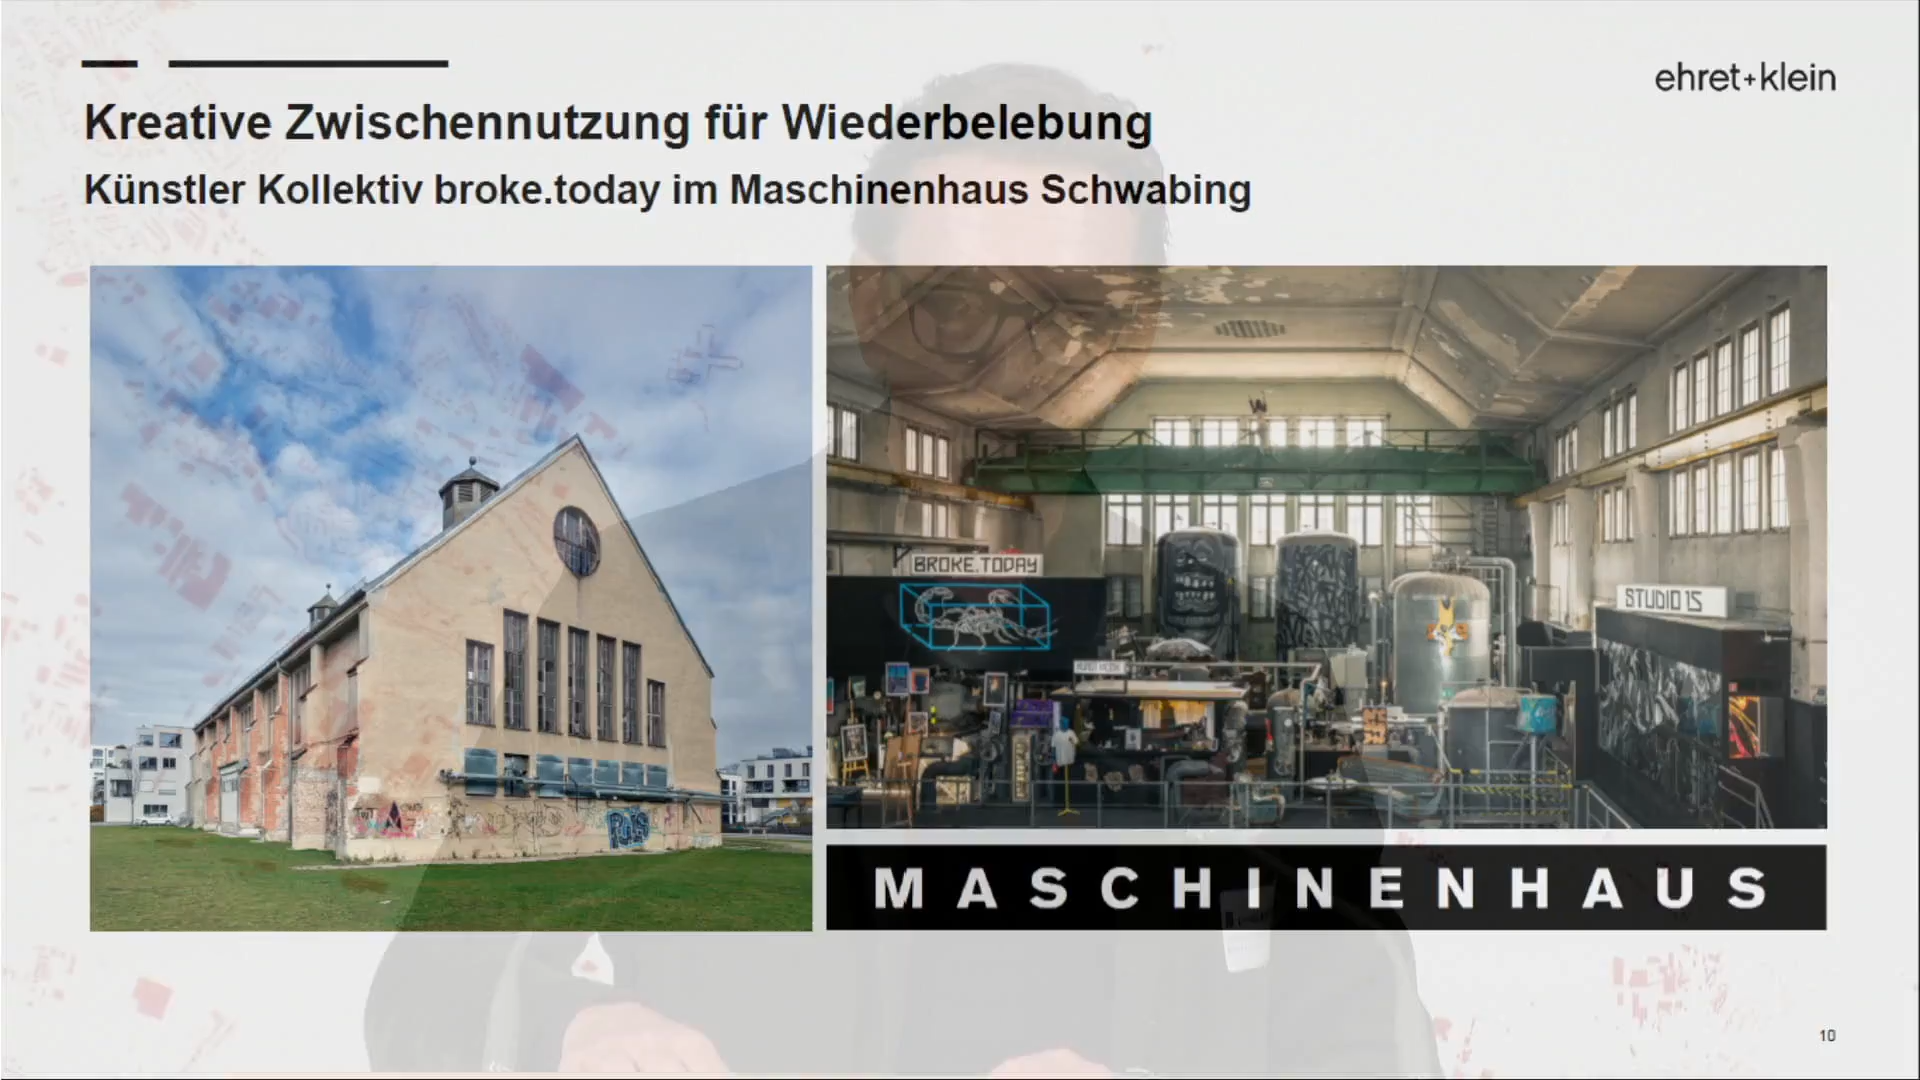 ehret+klein
Kreative Zwischennutzung für Wiederbelebung
Künstler Kollektiv broke.today im Maschinenhaus Schwabing
BROKE.TODAY
STUDIO 15
MASCHINENHAUS
10